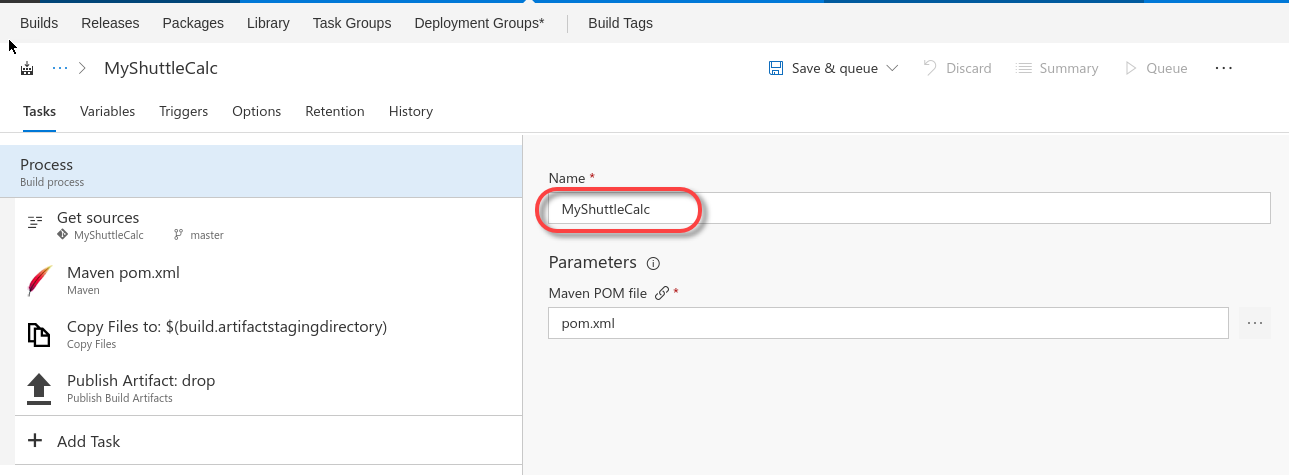 Builds Releases Packages Library Task Groups Deployment Groups* Build Tags
··· MyShuttleCalc Save & queue Discard Summary Queue ···
Tasks Variables Triggers Options Retention History
Process
Build process
Get sources
MyShuttleCalc master
Maven pom.xml
Maven
Copy Files to: $(build.artifactstagingdirectory)
Copy Files
Publish Artifact: drop
Publish Build Artifacts
+ Add Task
Name *
MyShuttleCalc
Parameters
Maven POM file *
pom.xml ···